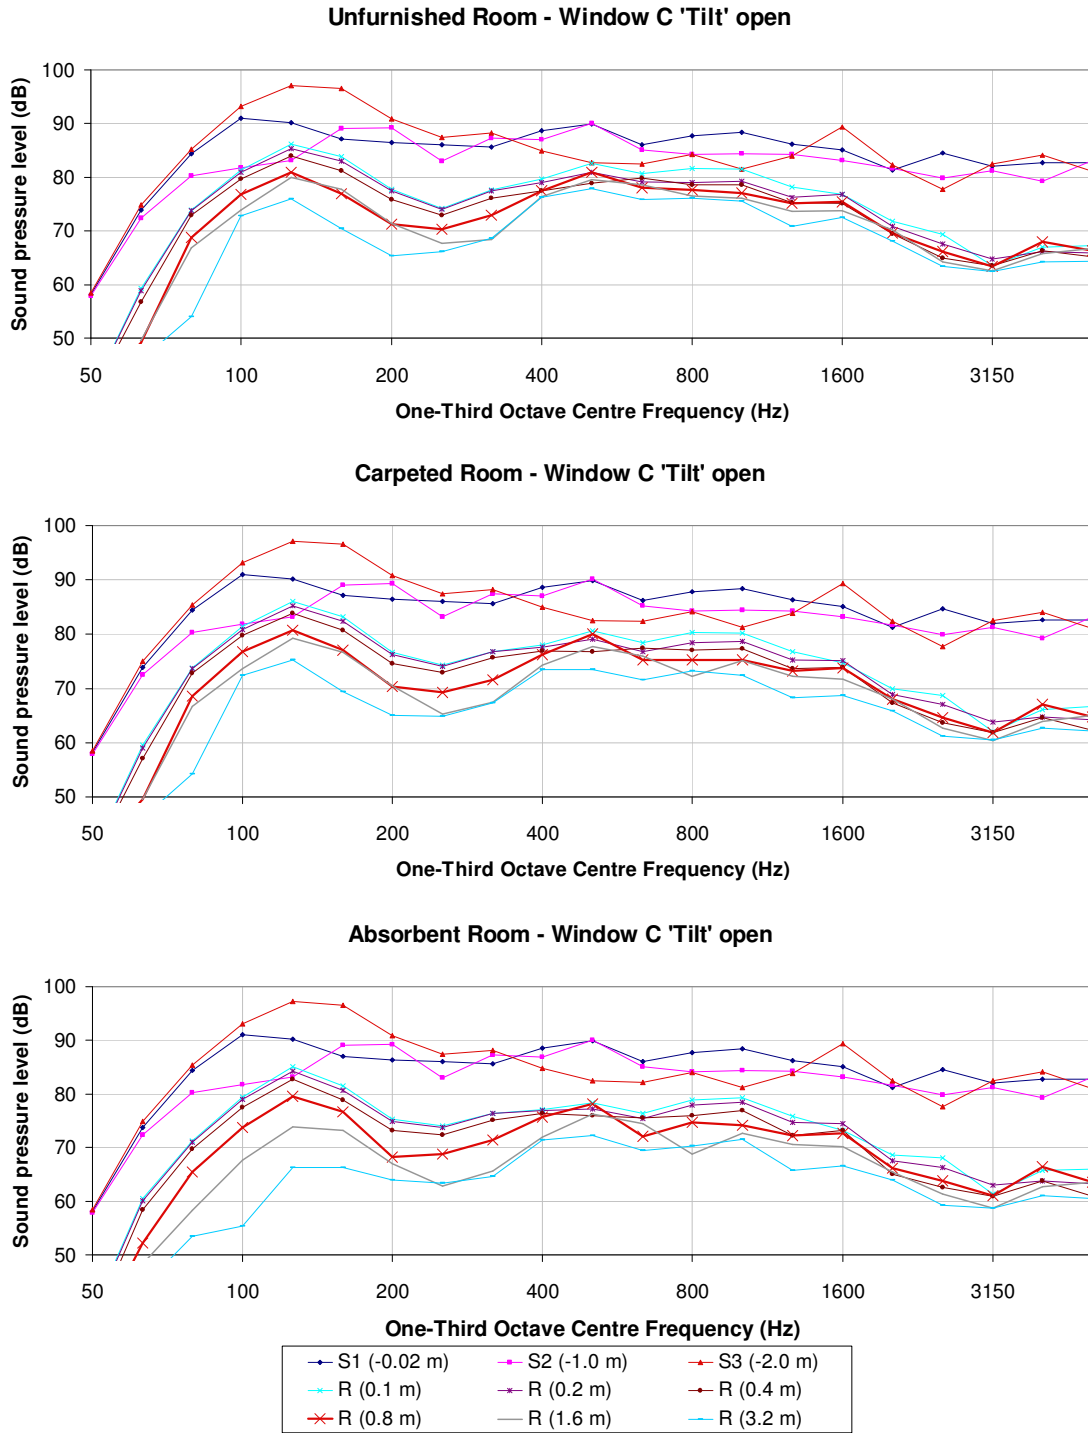 Unfurnished Room - Window C 'Tilt' open
Sound pressure level (dB)
100
90
80
70
60
50
50 100 200 400 800 1600 3150
One-Third Octave Centre Frequency (Hz)
Carpeted Room - Window C 'Tilt' open
Sound pressure level (dB)
100
90
80
70
60
50
50 100 200 400 800 1600 3150
One-Third Octave Centre Frequency (Hz)
Absorbent Room - Window C 'Tilt' open
Sound pressure level (dB)
100
90
80
70
60
50
50 100 200 400 800 1600 3150
One-Third Octave Centre Frequency (Hz)
S1 (-0.02 m) S2 (-1.0 m) S3 (-2.0 m)
R (0.1 m) R (0.2 m) R (0.4 m)
R (0.8 m) R (1.6 m) R (3.2 m)